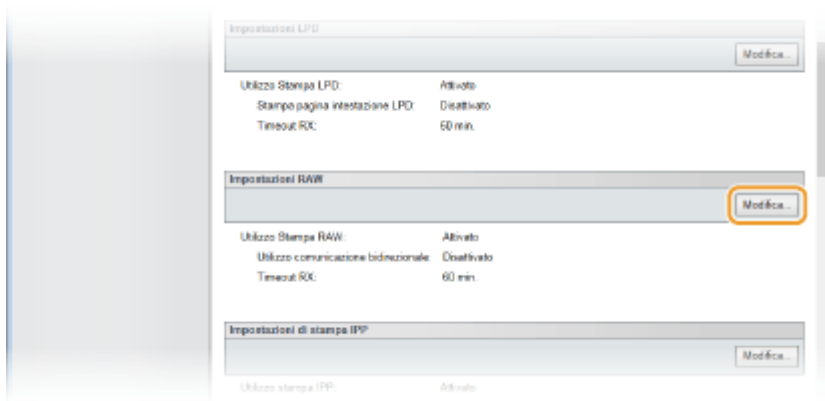 Impostazioni LPD
Modifica...
Utilizzo Stampa LPD: Attivato
Stampa pagina intestazione LPD: Disattivato
Timeout RX: 60 min.
Impostazioni RAW
Modifica...
Utilizzo Stampa RAW: Attivato
Utilizzo comunicazione bidirezionale: Disattivato
Timeout RX: 60 min.
Impostazioni di stampa IPP
Modifica...
Utilizzo stampa IPP: Attivato